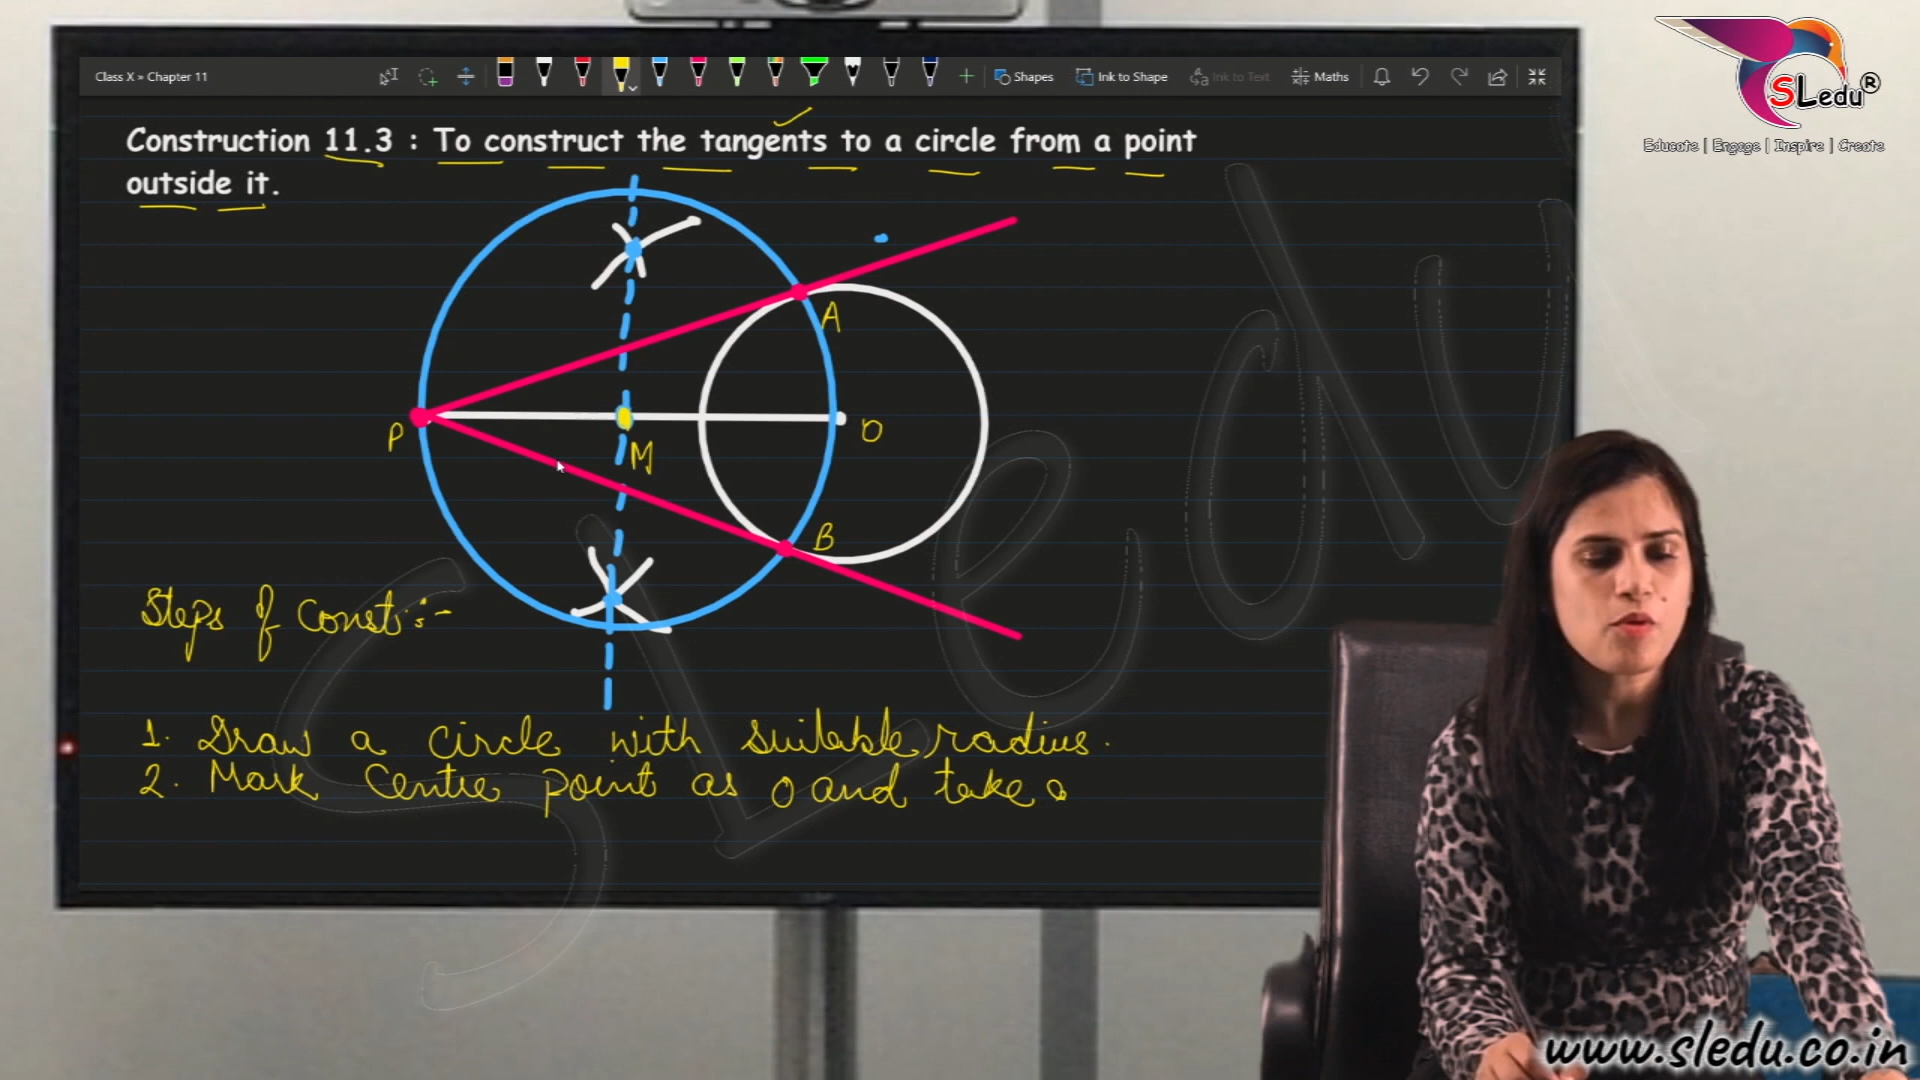 Class X » Chapter 11
Shapes
Ink to Shape
Ink to Text
Maths
SLedu®
Educate | Engage | Inspire | Create
Construction 11.3 : To construct the tangents to a circle from a point
outside it.
A
P
M
O
B
Steps of Const :-
1. Draw a circle with suitable radius.
2. Mark Centre point as O and take a
SLedu
www.sledu.co.in